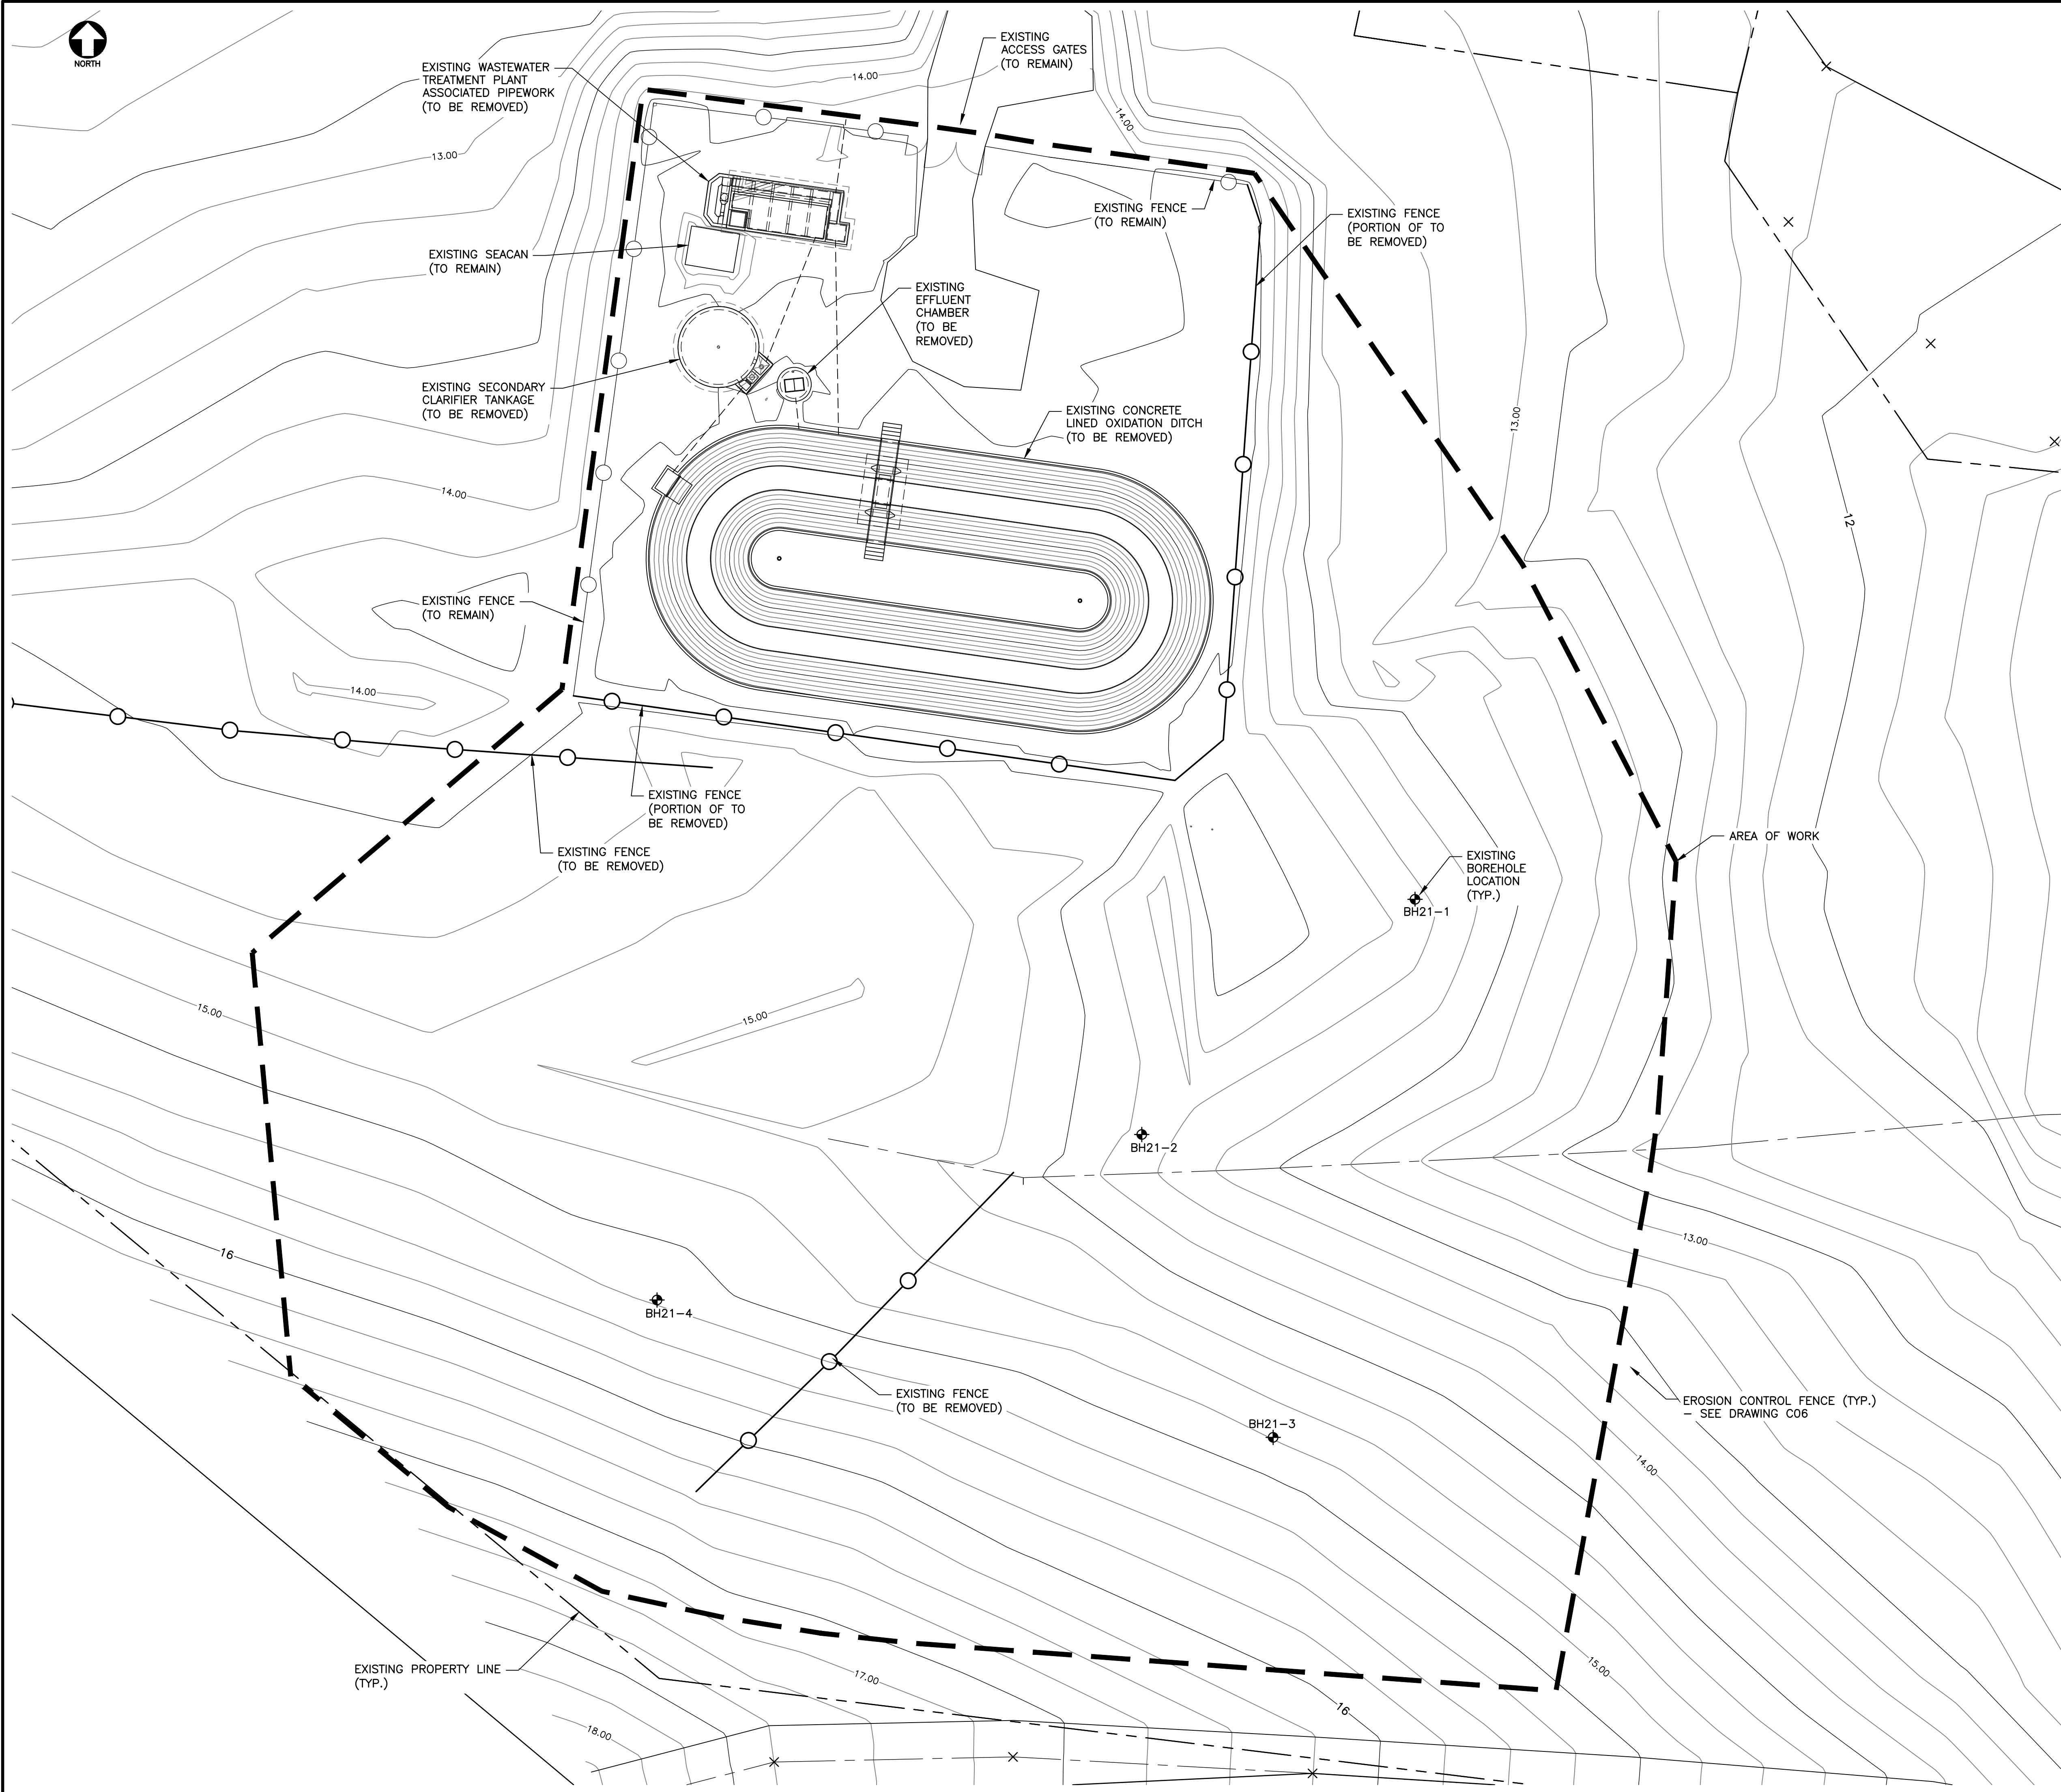 NORTH
EXISTING WASTEWATER
TREATMENT PLANT
ASSOCIATED PIPEWORK
(TO BE REMOVED)
EXISTING
ACCESS GATES
(TO REMAIN)
14.00
14.00
13.00
EXISTING FENCE
(TO REMAIN)
EXISTING FENCE
(PORTION OF TO
BE REMOVED)
EXISTING SEACAN
(TO REMAIN)
EXISTING
EFFLUENT
CHAMBER
(TO BE
REMOVED)
EXISTING SECONDARY
CLARIFIER TANKAGE
(TO BE REMOVED)
EXISTING CONCRETE
LINED OXIDATION DITCH
(TO BE REMOVED)
13.00
14.00
12
EXISTING FENCE
(TO REMAIN)
14.00
EXISTING FENCE
(PORTION OF TO
BE REMOVED)
EXISTING FENCE
(TO BE REMOVED)
AREA OF WORK
EXISTING
BOREHOLE
LOCATION
(TYP.)
BH21-1
15.00
15.00
BH21-2
16
13.00
BH21-4
EXISTING FENCE
(TO BE REMOVED)
EROSION CONTROL FENCE (TYP.)
- SEE DRAWING C06
BH21-3
14.00
EXISTING PROPERTY LINE
(TYP.)
17.00
15.00
16
18.00